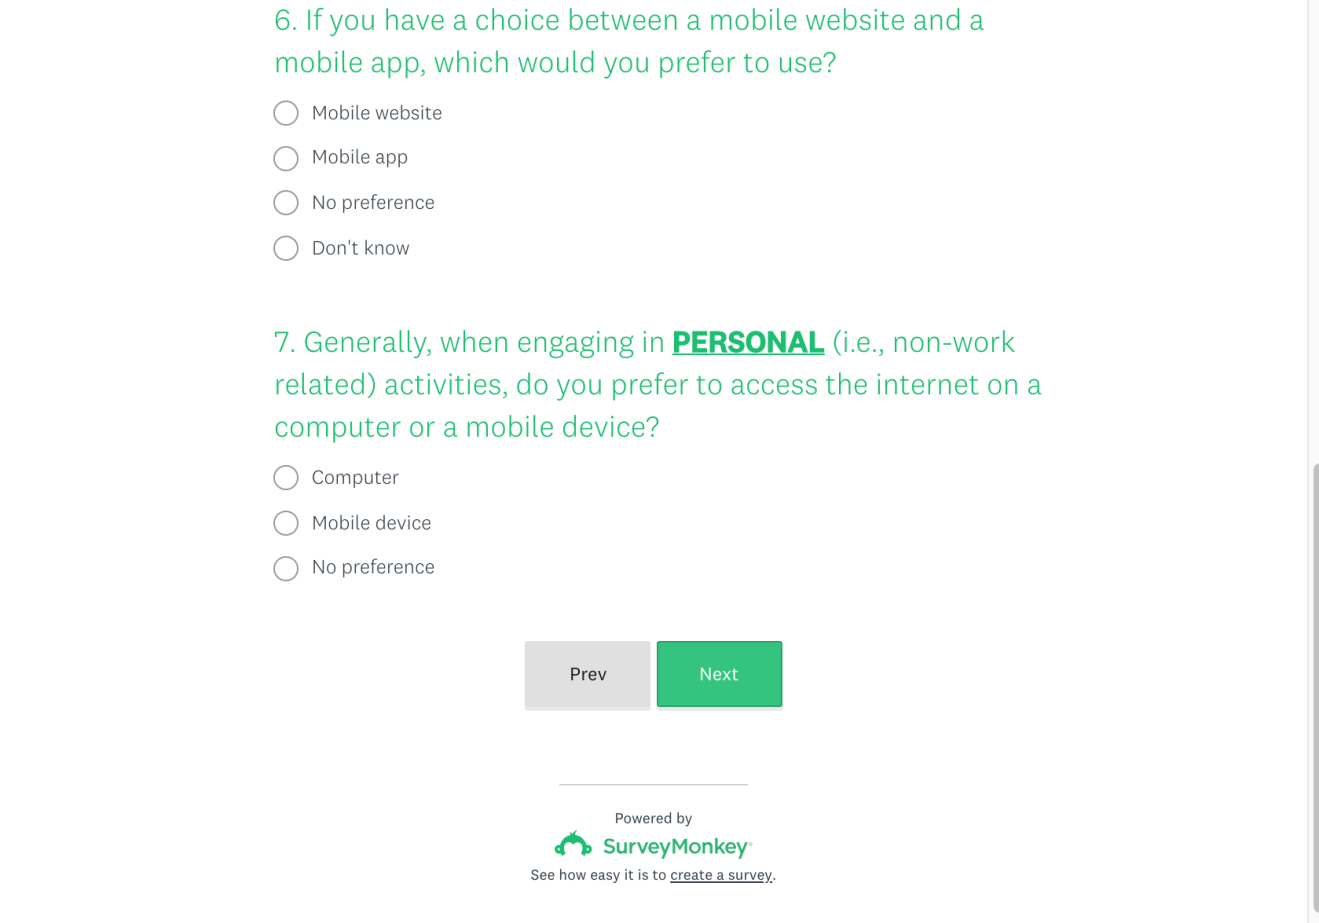 6. If you have a choice between a mobile website and a
mobile app, which would you prefer to use?
Mobile website
Mobile app
No preference
Don't know
7. Generally, when engaging in PERSONAL (i.e., non-work
related) activities, do you prefer to access the internet on a
computer or a mobile device?
Computer
Mobile device
No preference
Prev Next
Powered by
SurveyMonkey
See how easy it is to create a survey.